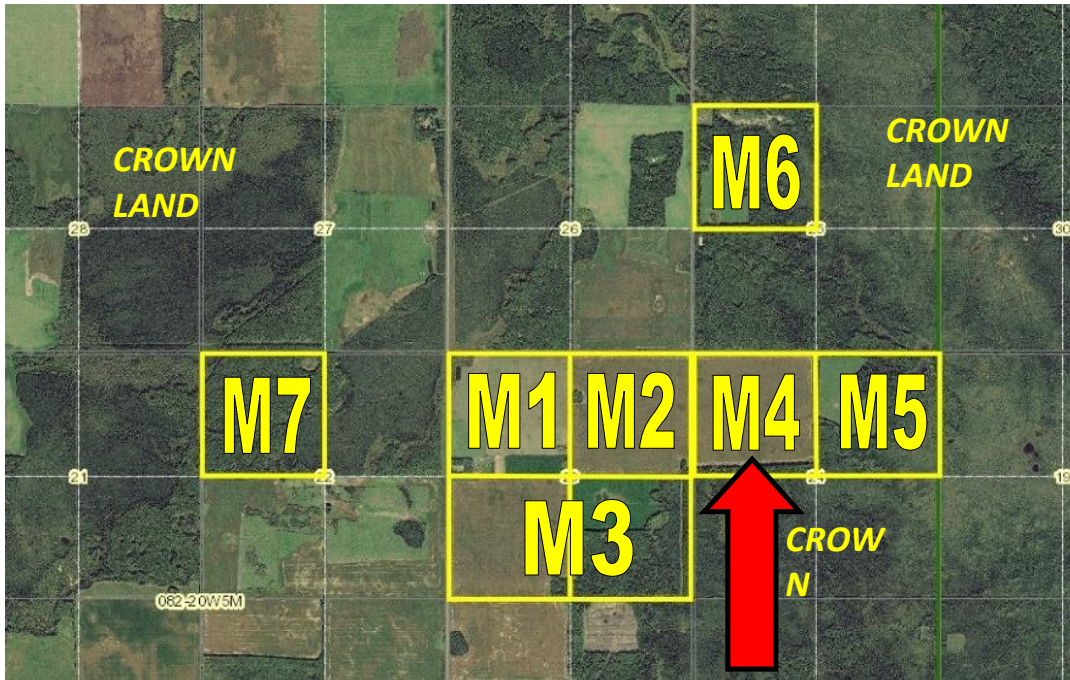 CROWN
LAND
CROWN
LAND
M6
28 27 26 25 30
M7 M1 M2 M4 M5
21 22 23 24 19
M3
CROW
N
082-20W5M